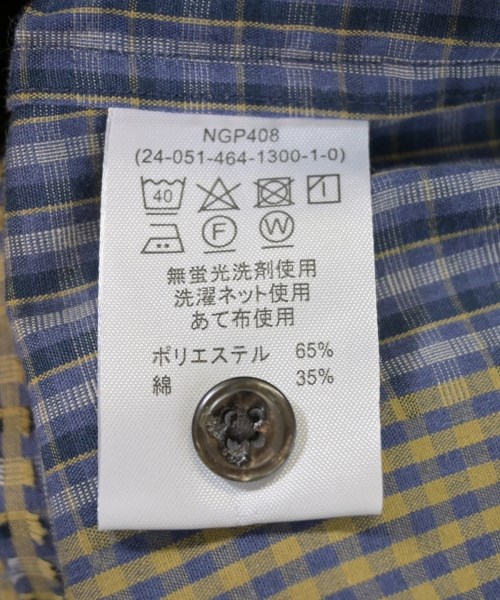 NGP408
(24-051-464-1300-1-0)
40
F W
無蛍光洗剤使用
洗濯ネット使用
あて布使用
ポリエステル 65%
綿 35%